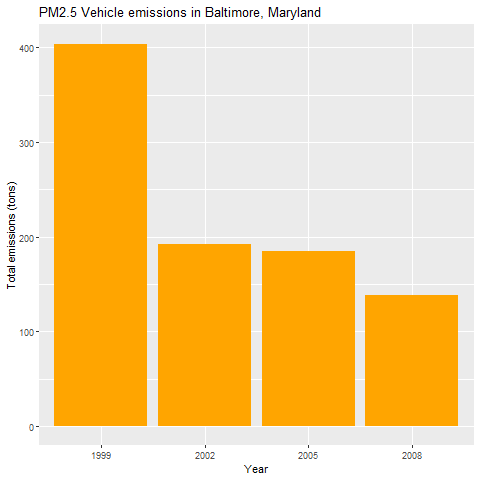 PM2.5 Vehicle emissions in Baltimore, Maryland
Total emissions (tons)
400
300
200
100
0
1999 2002 2005 2008
Year